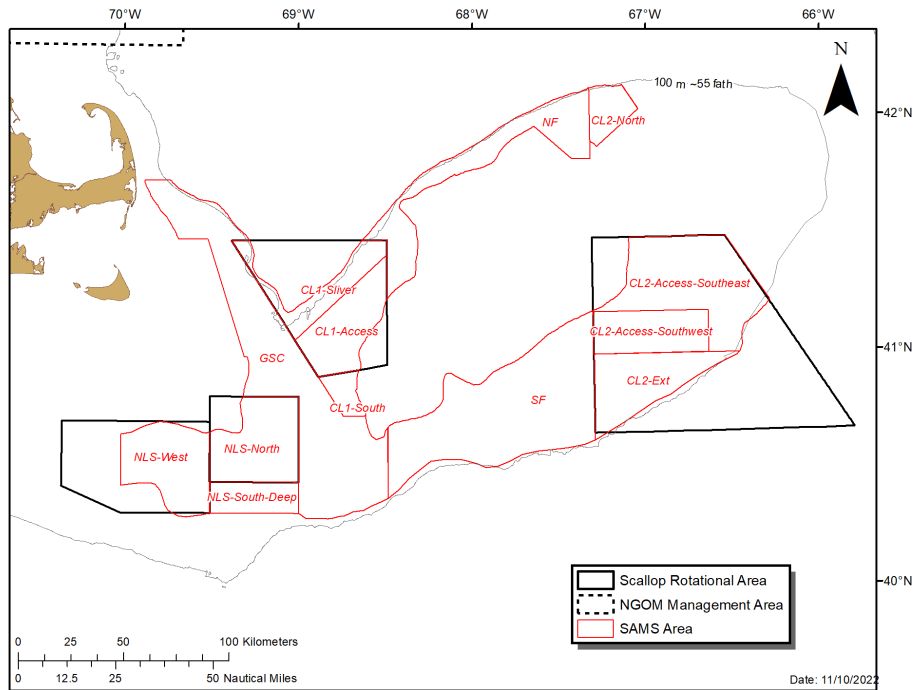 70°W 69°W 68°W 67°W 66°W
N
100 m ~55 fath
42°N
NF
CL2-North
CL2-Access-Southeast
CL1-Sliver
CL1-Access
CL2-Access-Southwest
41°N
GSC
CL2-Ext
CL1-South
SF
NLS-North
NLS-West
NLS-South-Deep
40°N
Scallop Rotational Area
NGOM Management Area
SAMS Area
0 25 50 100 Kilometers
0 12.5 25 50 Nautical Miles
Date: 11/10/2022